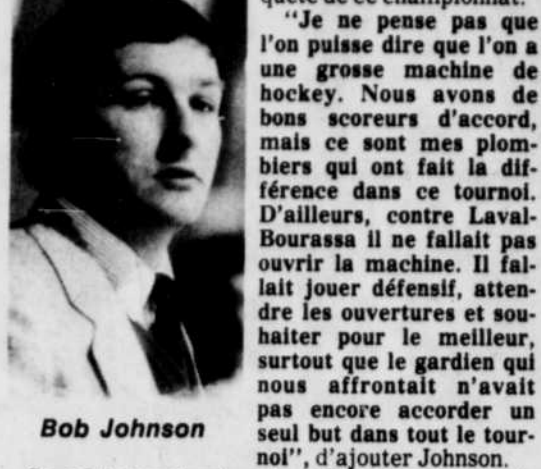 quête de ce championnat.
"Je ne pense pas que
l'on puisse dire que l'on a
une grosse machine de
hockey. Nous avons de
bons scoreurs d'accord,
mais ce sont mes plom-
biers qui ont fait la dif-
férence dans ce tournoi.
D'ailleurs, contre Laval-
Bourassa il ne fallait pas
ouvrir la machine. Il fal-
lait jouer défensif, atten-
dre les ouvertures et sou-
haiter pour le meilleur,
surtout que le gardien qui
nous affrontait n'avait
pas encore accorder un
seul but dans tout le tour-
noi", d'ajouter Johnson.
Bob Johnson